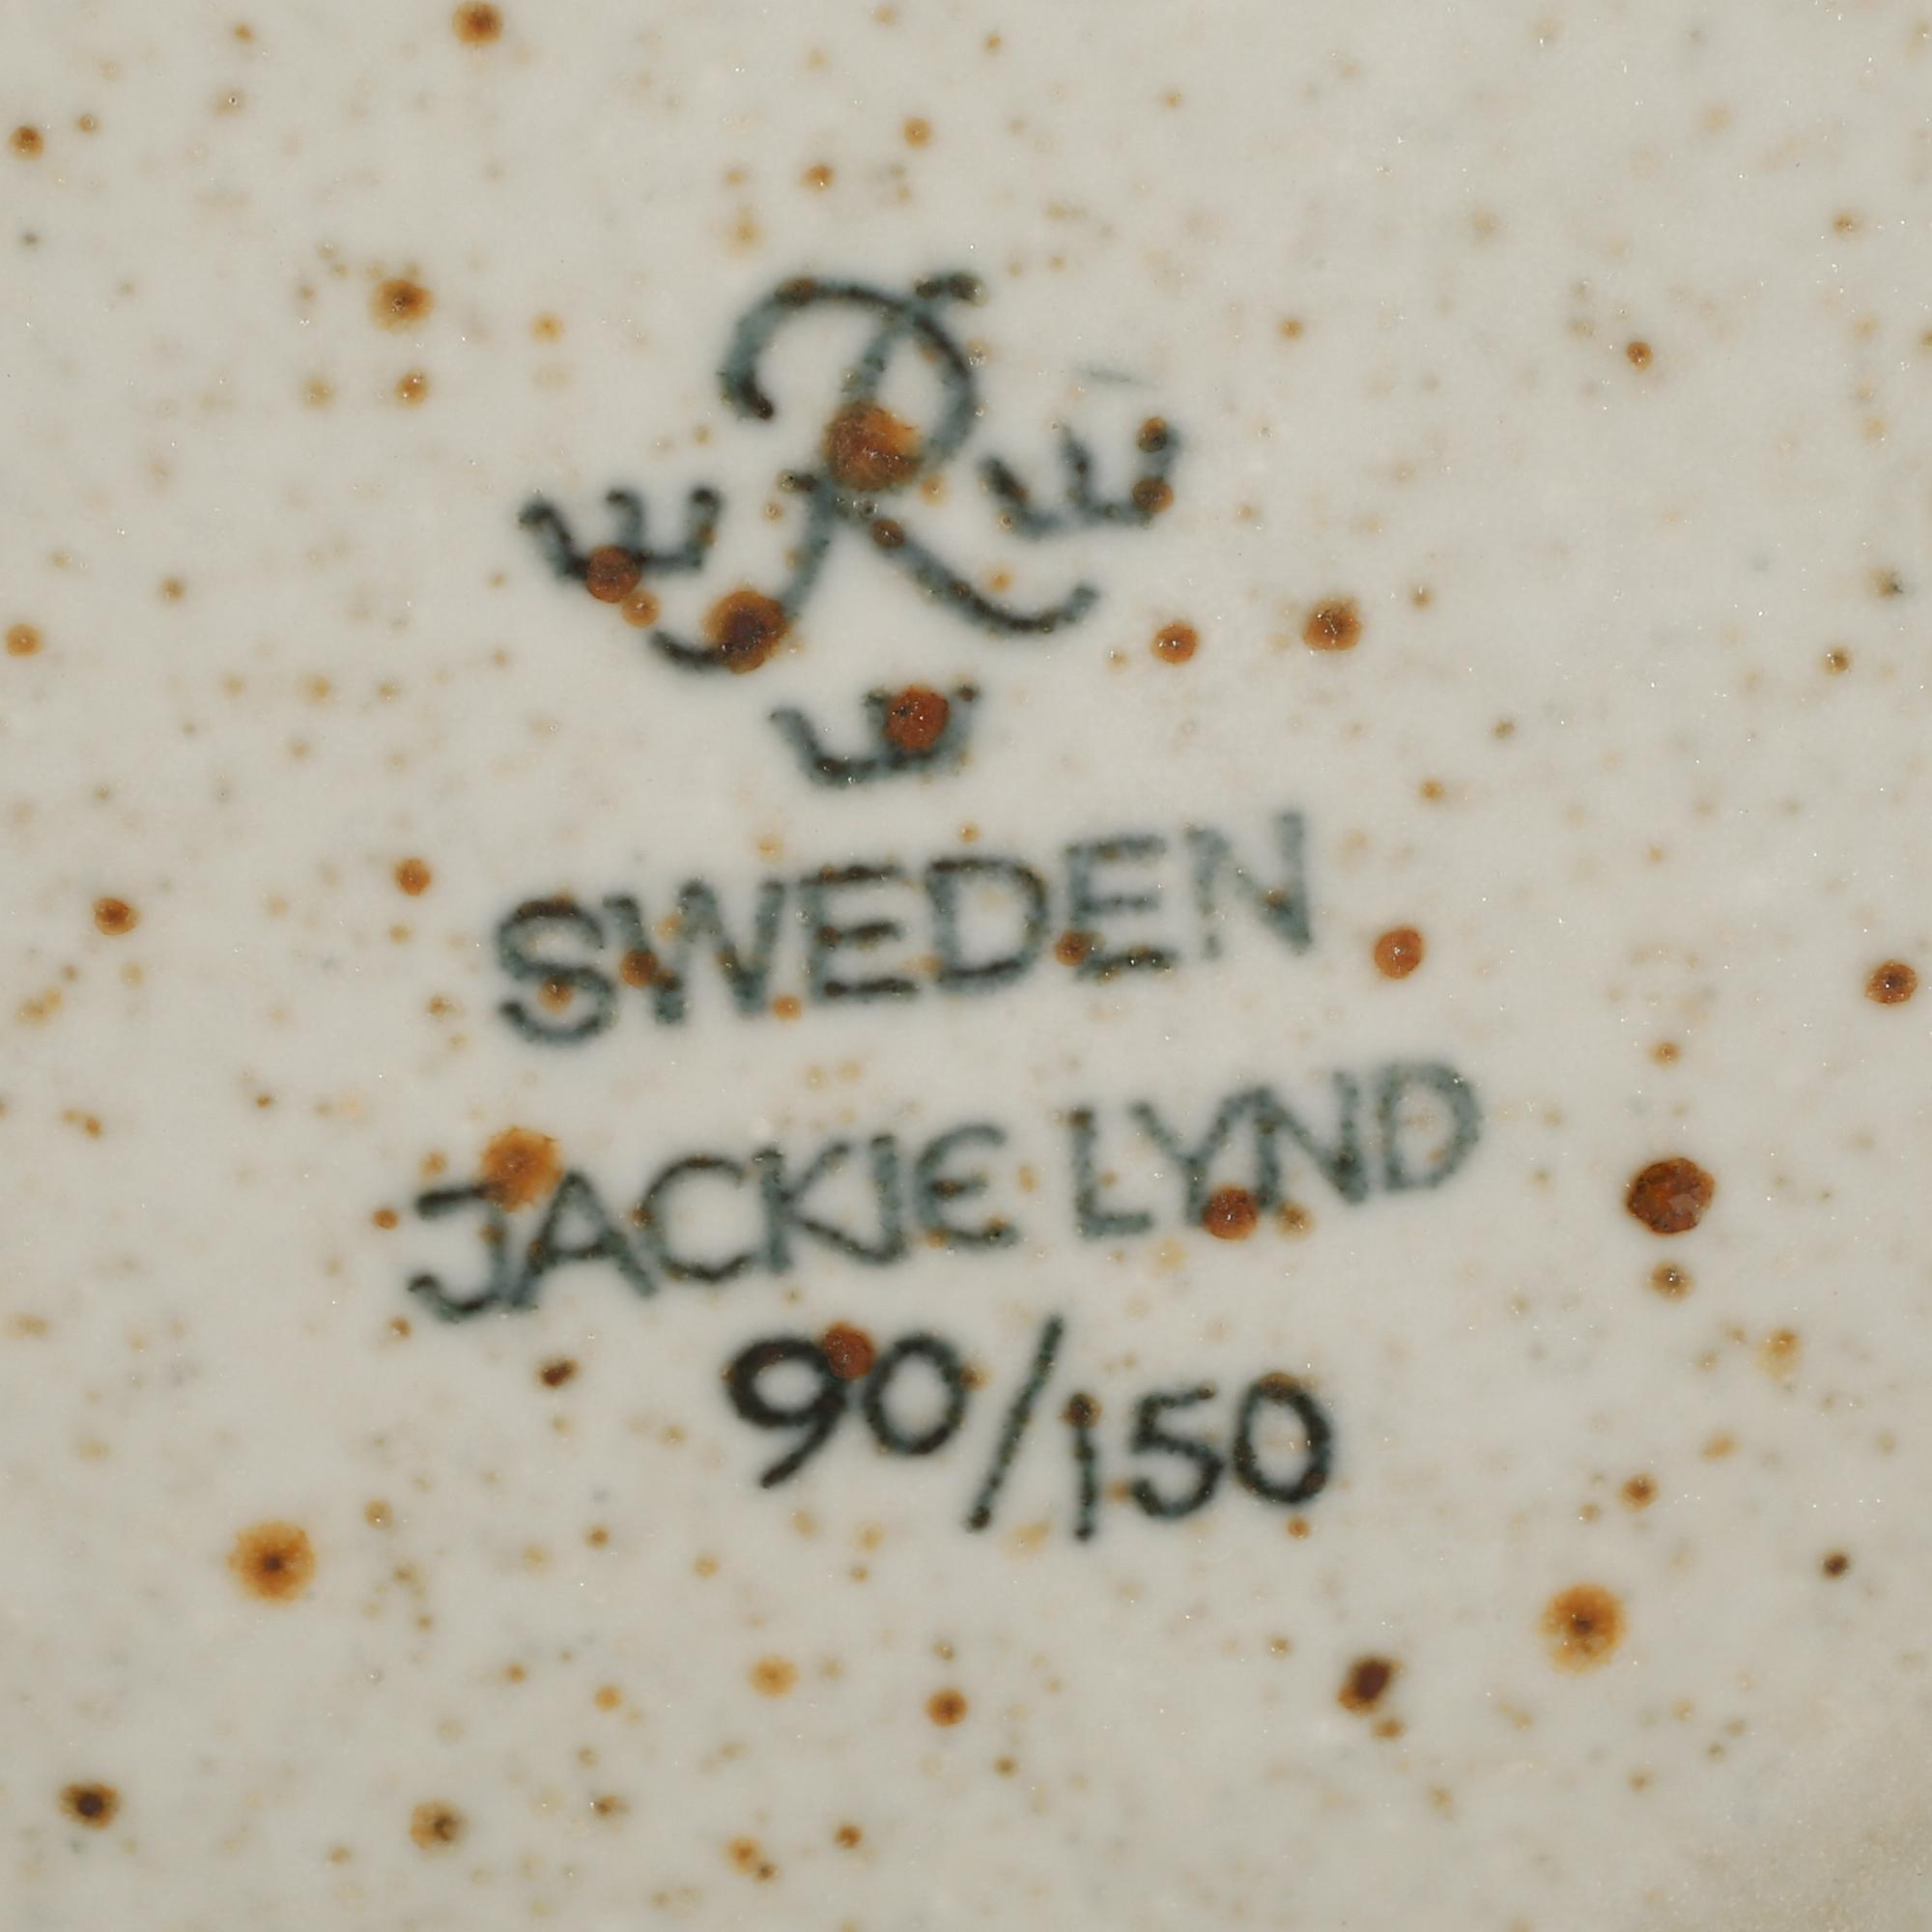 R
SWEDEN
JACKIE LYND
90/150